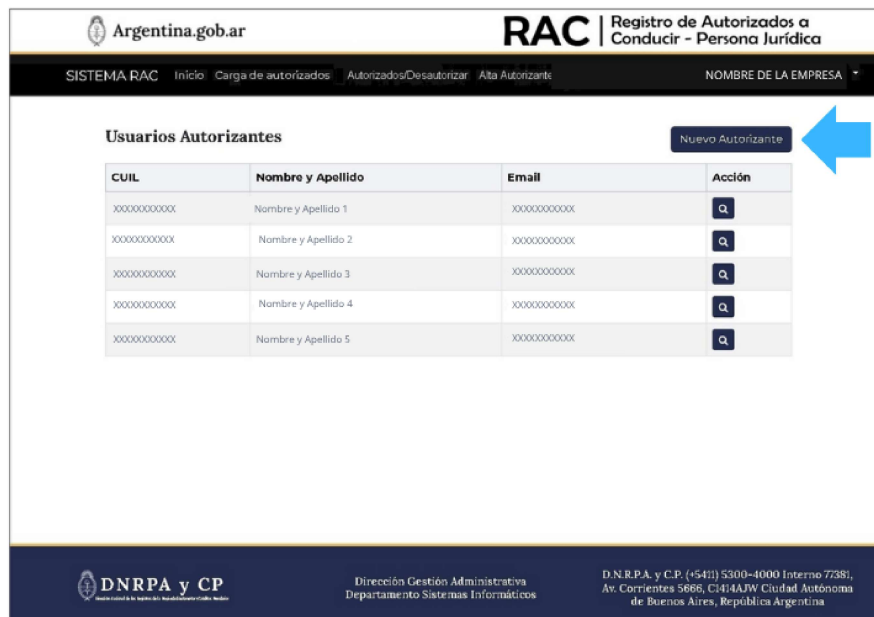 Argentina.gob.ar
RAC
Registro de Autorizados a
Conducir - Persona Jurídica
SISTEMA RAC Inicio Carga de autorizados Autorizados/Desautorizar Alta Autorizante NOMBRE DE LA EMPRESA
Usuarios Autorizantes
Nuevo Autorizante
CUIL Nombre y Apellido Email Acción
XXXXXXXXXXX Nombre y Apellido 1 XXXXXXXXXXX
XXXXXXXXXXX Nombre y Apellido 2 XXXXXXXXXXX
XXXXXXXXXXX Nombre y Apellido 3 XXXXXXXXXXX
XXXXXXXXXXX Nombre y Apellido 4 XXXXXXXXXXX
XXXXXXXXXXX Nombre y Apellido 5 XXXXXXXXXXX
DNRPA y CP
Dirección Gestión Administrativa
Departamento Sistemas Informáticos
D.N.R.P.A. y C.P. (+5411) 5300-4000 Interno 77381,
Av. Corrientes 5666, C1414AJW Ciudad Autónoma
de Buenos Aires, República Argentina